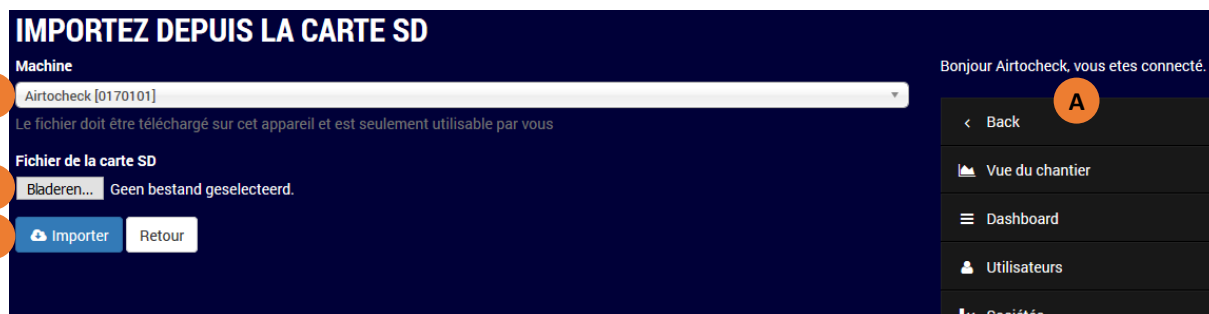 IMPORTEZ DEPUIS LA CARTE SD
Machine
Airtocheck [0170101]
Le fichier doit être téléchargé sur cet appareil et est seulement utilisable par vous
Fichier de la carte SD
Bladeren... Geen bestand geselecteerd.
Importer Retour
Bonjour Airtocheck, vous etes connecté.
A
Back
Vue du chantier
Dashboard
Utilisateurs